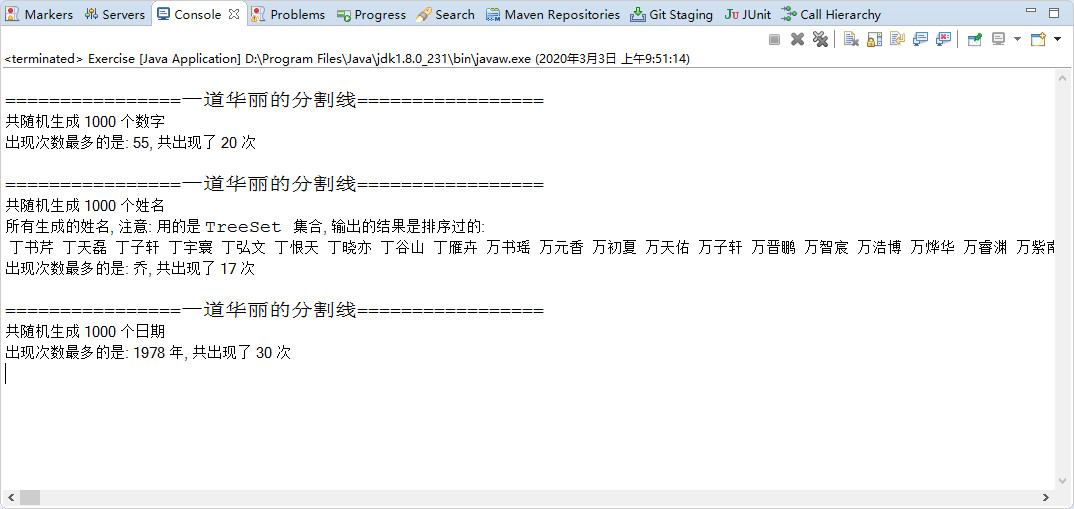 Markers Servers Console Problems Progress Search Maven Repositories Git Staging JUnit Call Hierarchy
<terminated> Exercise [Java Application] D:\Program Files\Java\jdk1.8.0_231\bin\javaw.exe (2020年3月3日 上午9:51:14)
================一道华丽的分割线=================
共随机生成 1000 个数字
出现次数最多的是: 55, 共出现了 20 次
================一道华丽的分割线=================
共随机生成 1000 个姓名
所有生成的姓名, 注意: 用的是 TreeSet 集合, 输出的结果是排序过的:
丁书芹 丁天磊 丁子轩 丁宇寰 丁弘文 丁恨天 丁晓亦 丁谷山 丁雁卉 万书瑶 万元香 万初夏 万天佑 万子轩 万晋鹏 万智宸 万浩博 万烨华 万睿渊 万紫南
出现次数最多的是: 乔, 共出现了 17 次
================一道华丽的分割线=================
共随机生成 1000 个日期
出现次数最多的是: 1978 年, 共出现了 30 次